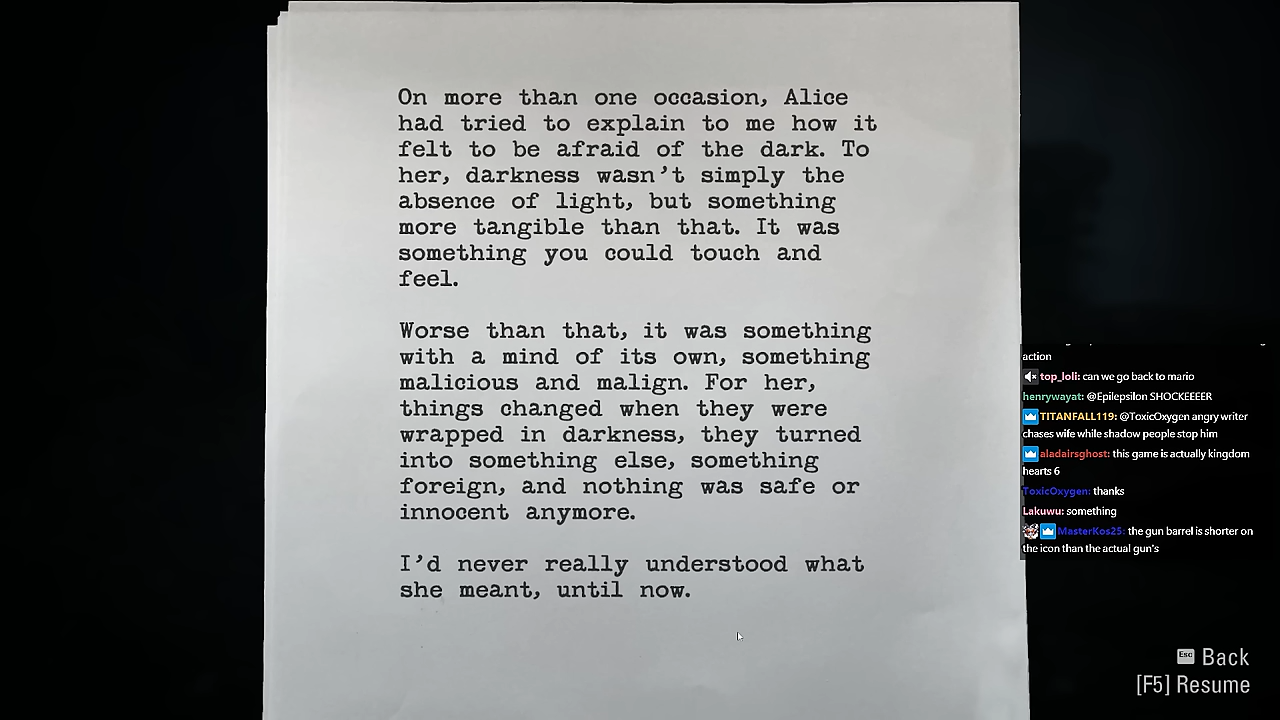 On more than one occasion, Alice
had tried to explain to me how it
felt to be afraid of the dark. To
her, darkness wasn't simply the
absence of light, but something
more tangible than that. It was
something you could touch and
feel.
Worse than that, it was something
with a mind of its own, something
malicious and malign. For her,
things changed when they were
wrapped in darkness, they turned
into something else, something
foreign, and nothing was safe or
innocent anymore.
I'd never really understood what
she meant, until now.
action
top_loli: can we go back to mario
henrywayat: @Epilepsilon SHOCKEEEER
TITANFALL119: @ToxicOxygen angry writer
chases wife while shadow people stop him
aladairsghost: this game is actually kingdom
hearts 6
ToxicOxygen: thanks
Lakuwu: something
MasterKos25: the gun barrel is shorter on
the icon than the actual gun's
Esc Back
[F5] Resume